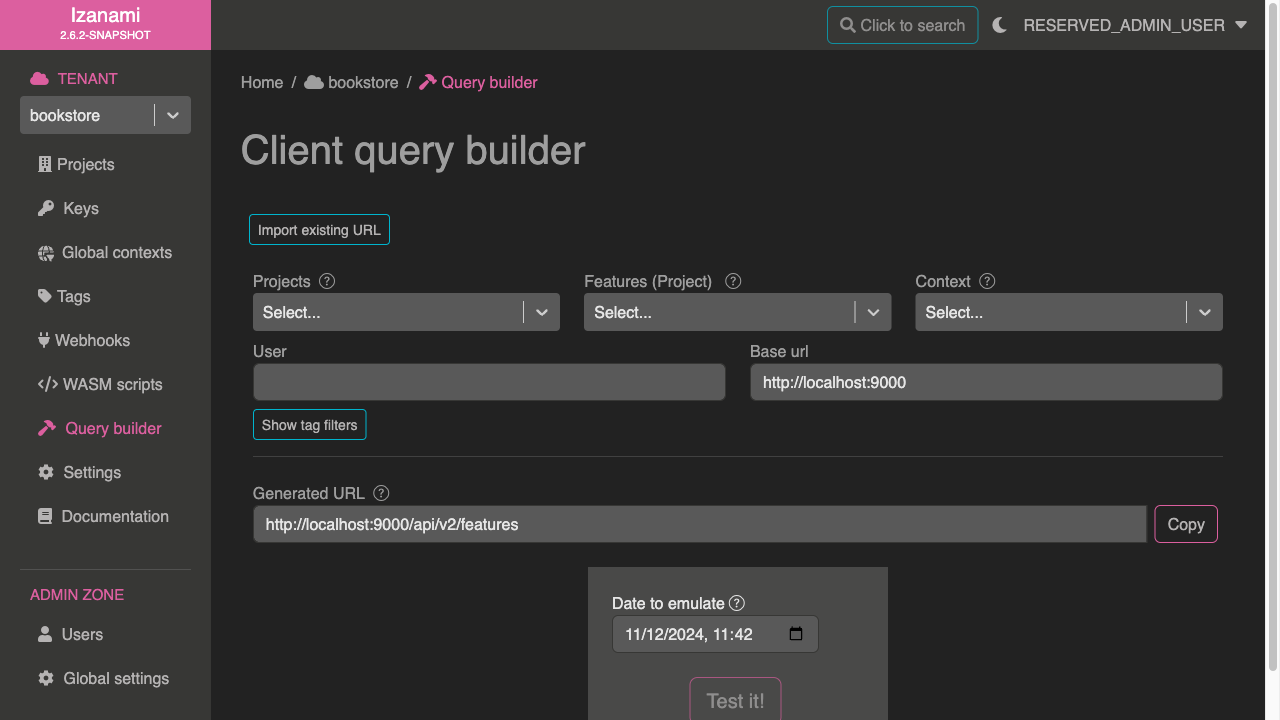 Izanami
2.6.2-SNAPSHOT
Click to search
RESERVED_ADMIN_USER
TENANT
bookstore
Projects
Keys
Global contexts
Tags
Webhooks
WASM scripts
Query builder
Settings
Documentation
ADMIN ZONE
Users
Global settings
Home / bookstore / Query builder
Client query builder
Import existing URL
Projects ? Features (Project) ? Context ?
Select... Select... Select...
User Base url
http://localhost:9000
Show tag filters
Generated URL ?
http://localhost:9000/api/v2/features Copy
Date to emulate ?
11/12/2024, 11:42
Test it!